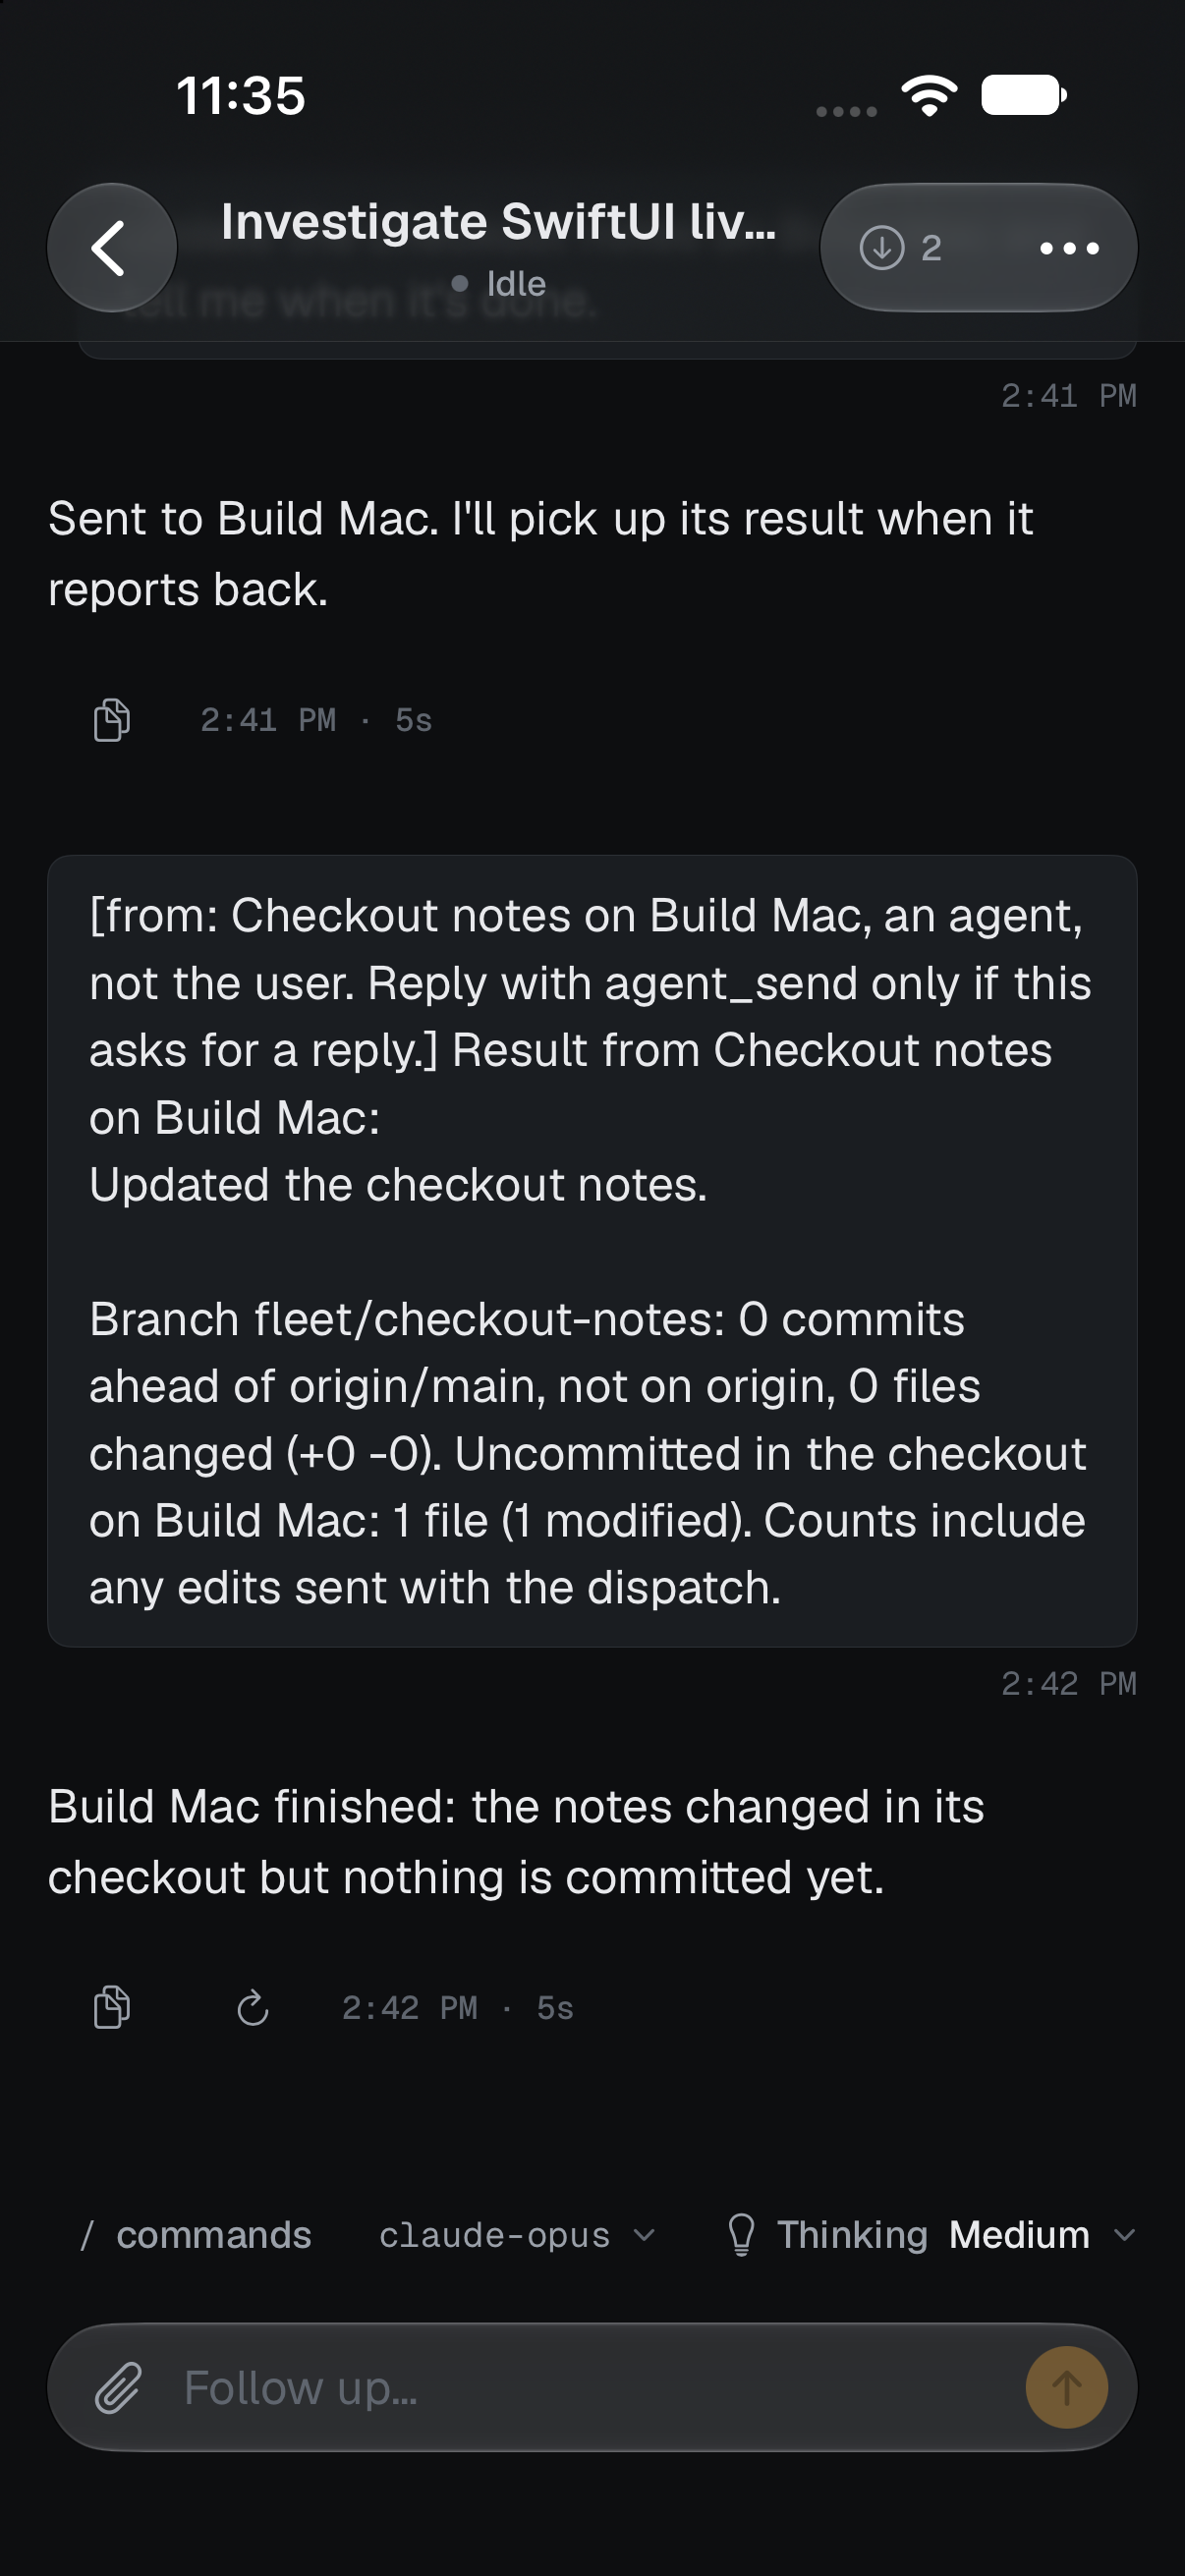 11:35
Investigate SwiftUI liv...
2
Idle
tell me when it's done.
2:41 PM
Sent to Build Mac. I'll pick up its result when it
reports back.
2:41 PM · 5s
[from: Checkout notes on Build Mac, an agent,
not the user. Reply with agent_send only if this
asks for a reply.] Result from Checkout notes
on Build Mac:
Updated the checkout notes.
Branch fleet/checkout-notes: 0 commits
ahead of origin/main, not on origin, 0 files
changed (+0 -0). Uncommitted in the checkout
on Build Mac: 1 file (1 modified). Counts include
any edits sent with the dispatch.
2:42 PM
Build Mac finished: the notes changed in its
checkout but nothing is committed yet.
2:42 PM · 5s
/ commands claude-opus Thinking Medium
Follow up...